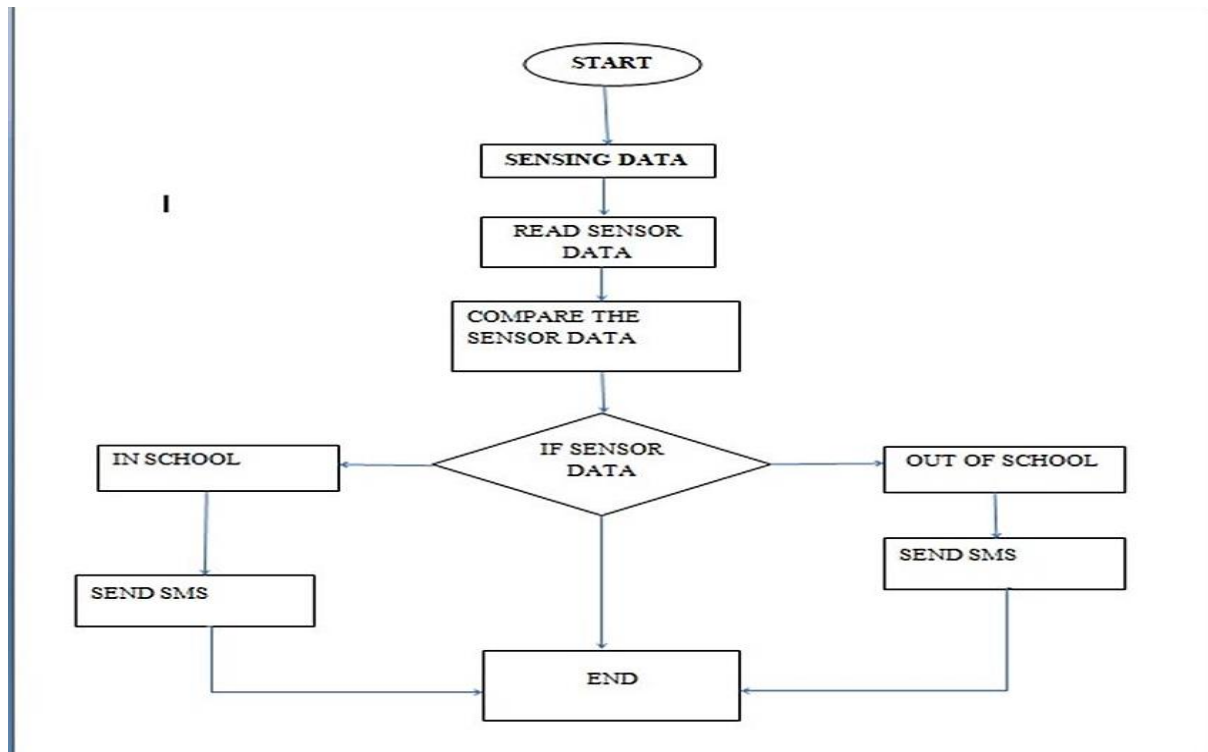 START
SENSING DATA
READ SENSOR
DATA
COMPARE THE
SENSOR DATA
IF SENSOR
DATA
IN SCHOOL
OUT OF SCHOOL
SEND SMS
SEND SMS
END